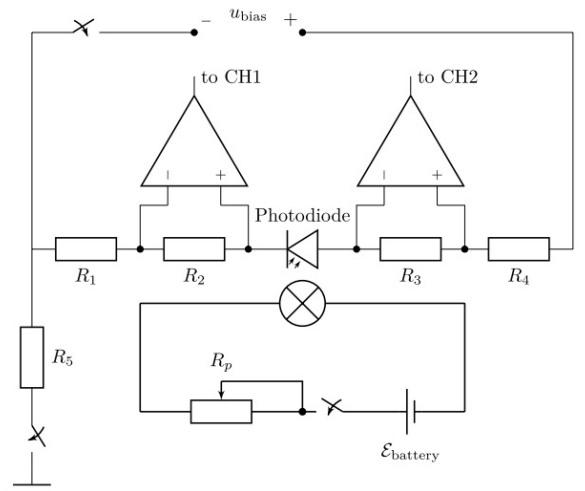 − u_bias +
to CH1
to CH2
− +
− +
Photodiode
R_1
R_2
R_3
R_4
R_5
R_p
ℰ_battery